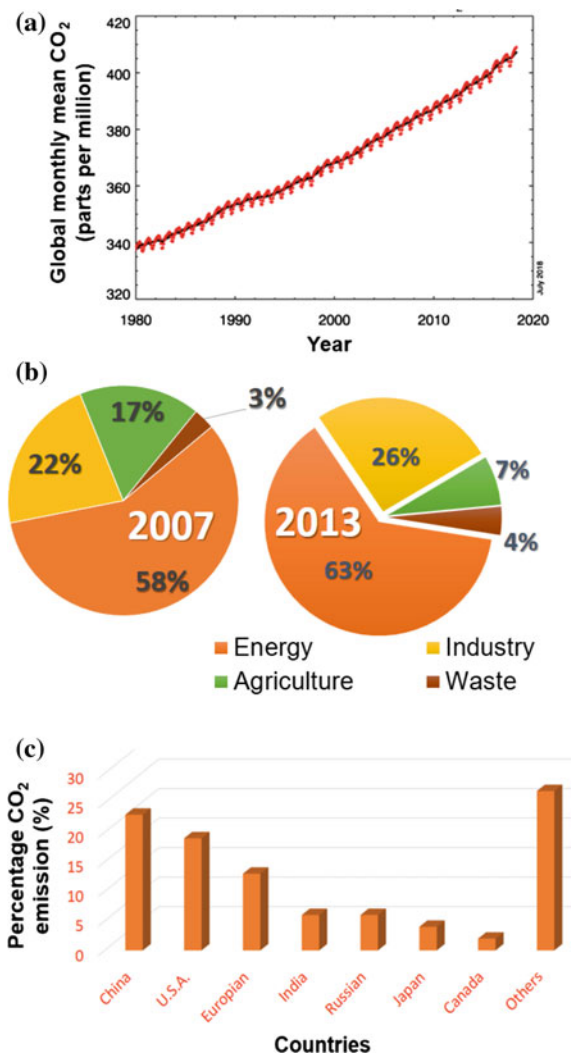 (a)
Global monthly mean CO2
(parts per million)
420
400
380
360
340
320
1980
1990
2000
2010
2020
Year
July 2018
(b)
17%
3%
22%
2007
58%
26%
7%
2013
4%
63%
Energy
Industry
Agriculture
Waste
(c)
Percentage CO2
emission (%)
30
25
20
15
10
5
0
China
U.S.A.
Europian
India
Russian
Japan
Canada
Others
Countries